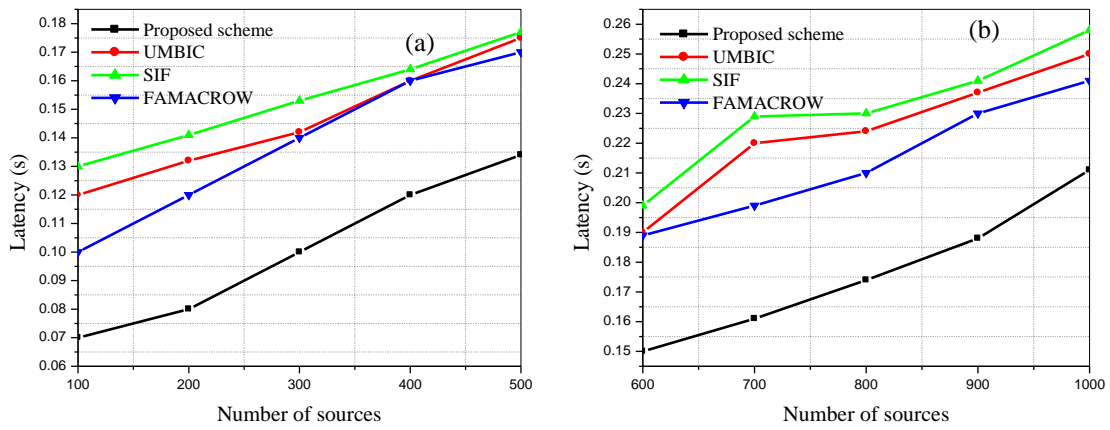 0.18
0.17
0.16
0.15
0.14
0.13
0.12
0.11
0.10
0.09
0.08
0.07
0.06
Latency (s)
Proposed scheme
UMBIC
SIF
FAMACROW
(a)
100
200
300
400
500
Number of sources
0.26
0.25
0.24
0.23
0.22
0.21
0.20
0.19
0.18
0.17
0.16
0.15
Latency (s)
Proposed scheme
UMBIC
SIF
FAMACROW
(b)
600
700
800
900
1000
Number of sources